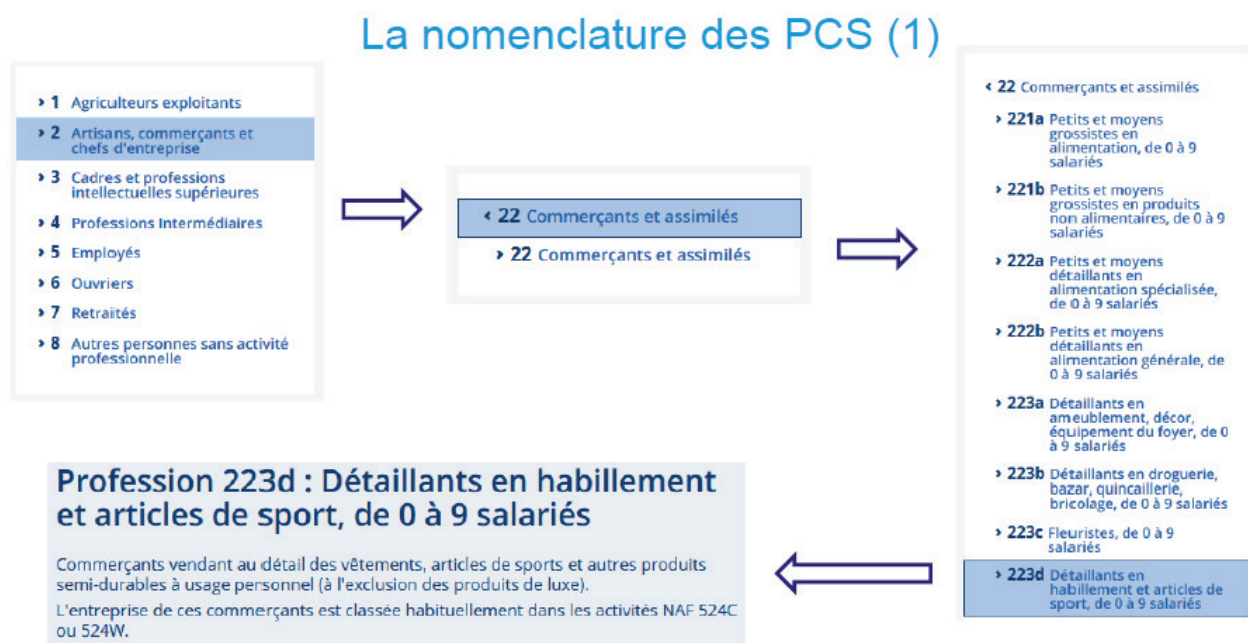 La nomenclature des PCS (1)
› 1 Agriculteurs exploitants
› 2 Artisans, commerçants et
chefs d'entreprise
› 3 Cadres et professions
intellectuelles supérieures
› 4 Professions Intermédiaires
› 5 Employés
› 6 Ouvriers
› 7 Retraités
› 8 Autres personnes sans activité
professionnelle
‹ 22 Commerçants et assimilés
› 22 Commerçants et assimilés
‹ 22 Commerçants et assimilés
› 221a Petits et moyens
grossistes en
alimentation, de 0 à 9
salariés
› 221b Petits et moyens
grossistes en produits
non alimentaires, de 0 à 9
salariés
› 222a Petits et moyens
détaillants en
alimentation spécialisée,
de 0 à 9 salariés
› 222b Petits et moyens
détaillants en
alimentation générale, de
0 à 9 salariés
› 223a Détaillants en
ameublement, décor,
équipement du foyer, de 0
à 9 salariés
› 223b Détaillants en droguerie,
bazar, quincaillerie,
bricolage, de 0 à 9 salariés
› 223c Fleuristes, de 0 à 9
salariés
› 223d Détaillants en
habillement et articles de
sport, de 0 à 9 salariés
Profession 223d : Détaillants en habillement
et articles de sport, de 0 à 9 salariés
Commerçants vendant au détail des vêtements, articles de sports et autres produits
semi-durables à usage personnel (à l'exclusion des produits de luxe).
L'entreprise de ces commerçants est classée habituellement dans les activités NAF 524C
ou 524W.